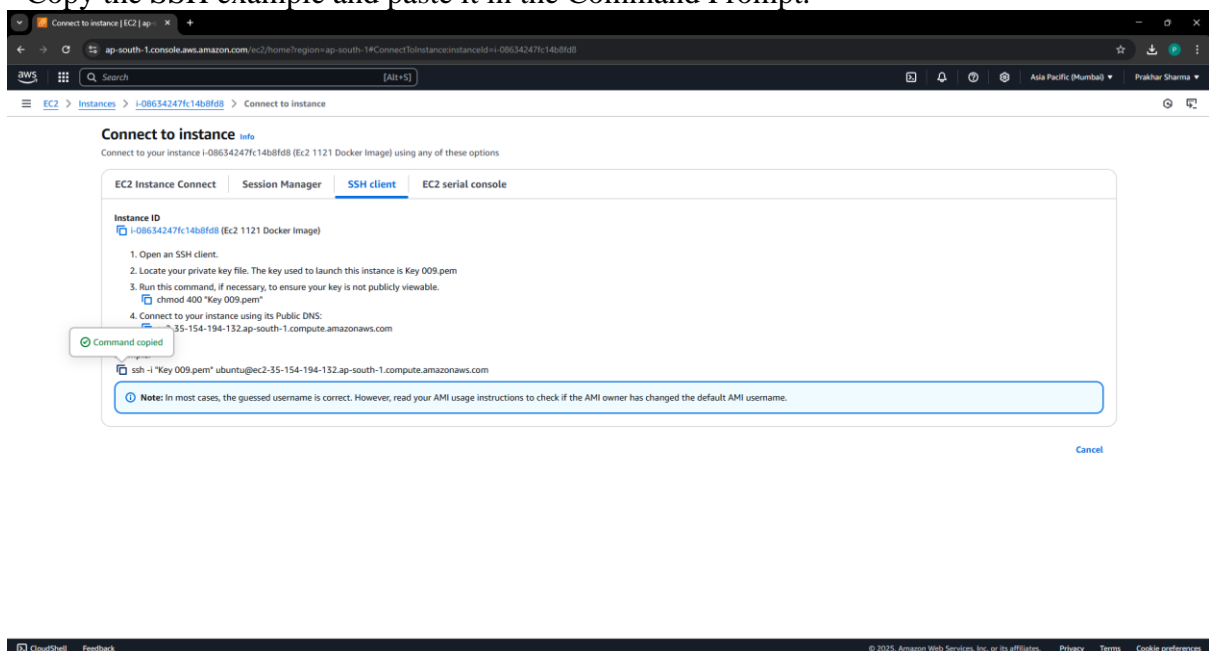 Copy the SSH example and paste it in the Command Prompt.
Connect to instance | EC2 | ap-
ap-south-1.console.aws.amazon.com/ec2/home?region=ap-south-1#ConnectToInstance:instanceId=i-08634247fc14b8fd8
aws Search [Alt+S] Asia Pacific (Mumbai) Prakhar Sharma
EC2 > Instances > i-08634247fc14b8fd8 > Connect to instance
Connect to instance Info
Connect to your instance i-08634247fc14b8fd8 (Ec2 1121 Docker Image) using any of these options
EC2 Instance Connect Session Manager SSH client EC2 serial console
Instance ID
i-08634247fc14b8fd8 (Ec2 1121 Docker Image)
1. Open an SSH client.
2. Locate your private key file. The key used to launch this instance is Key 009.pem
3. Run this command, if necessary, to ensure your key is not publicly viewable.
chmod 400 "Key 009.pem"
4. Connect to your instance using its Public DNS:
35-154-194-132.ap-south-1.compute.amazonaws.com
Command copied
ssh -i "Key 009.pem" ubuntu@ec2-35-154-194-132.ap-south-1.compute.amazonaws.com
Note: In most cases, the guessed username is correct. However, read your AMI usage instructions to check if the AMI owner has changed the default AMI username.
Cancel
CloudShell Feedback © 2025, Amazon Web Services, Inc. or its affiliates. Privacy Terms Cookie preferences